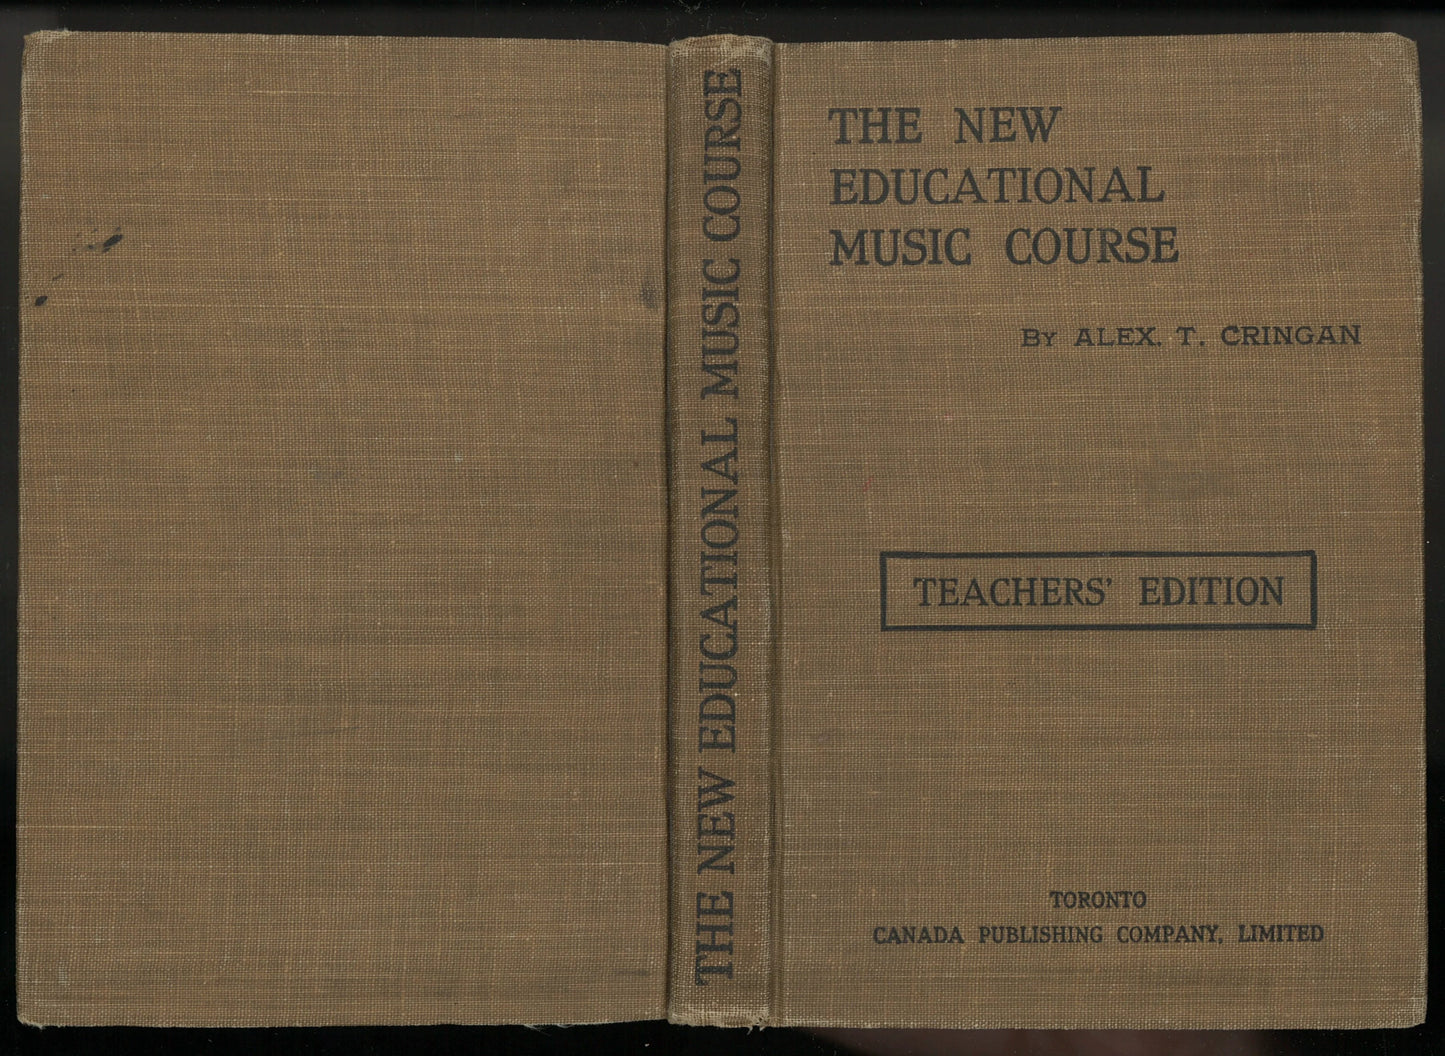 THE NEW EDUCATIONAL MUSIC COURSE
THE NEW
EDUCATIONAL
MUSIC COURSE
BY ALEX. T. CRINGAN
TEACHERS' EDITION
TORONTO
CANADA PUBLISHING COMPANY, LIMITED